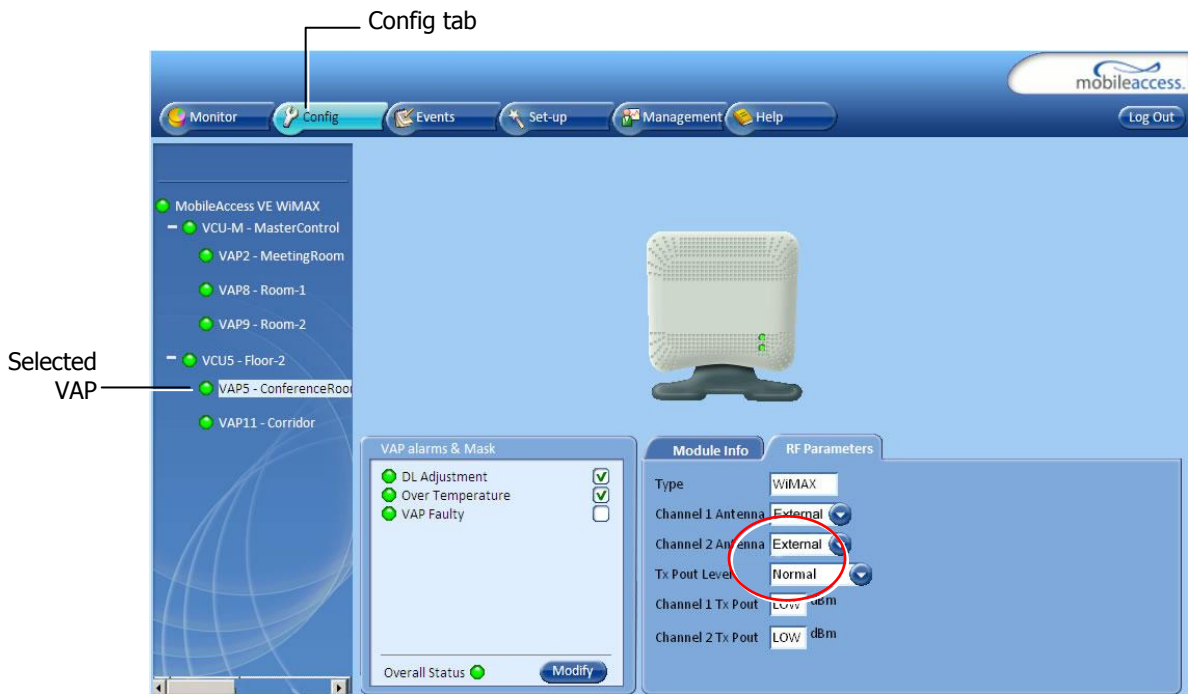 Config tab
mobileaccess.
Monitor
Config
Events
Set-up
Management
Help
Log Out
MobileAccess VE WiMAX
VCU-M - MasterControl
VAP2 - MeetingRoom
VAP8 - Room-1
VAP9 - Room-2
VCU5 - Floor-2
Selected
VAP
VAP5 - ConferenceRoo
VAP11 - Corridor
VAP alarms & Mask
DL Adjustment
Over Temperature
VAP Faulty
Overall Status
Modify
Module Info
RF Parameters
Type WiMAX
Channel 1 Antenna External
Channel 2 Antenna External
Tx Pout Level Normal
Channel 1 Tx Pout LOW dBm
Channel 2 Tx Pout LOW dBm